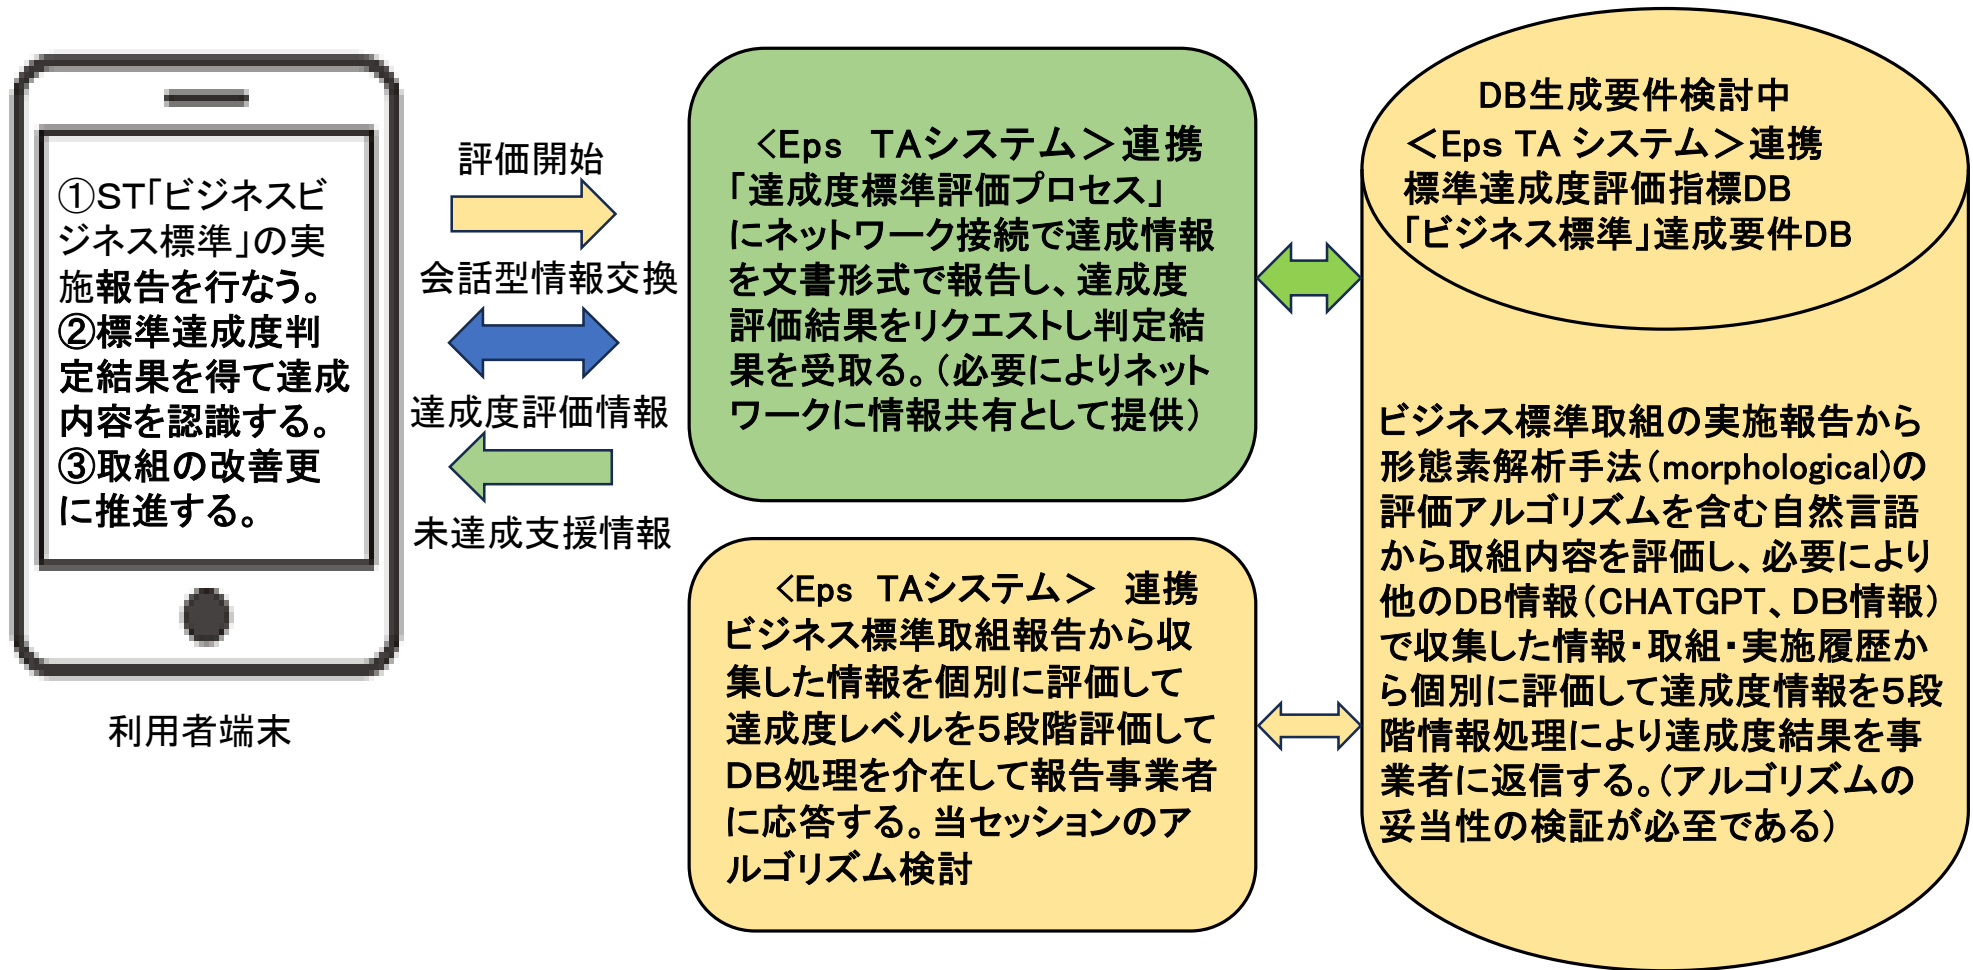 ①ST「ビジネスビ
ジネス標準」の実
施報告を行なう。
②標準達成度判
定結果を得て達成
内容を認識する。
③取組の改善更
に推進する。
利用者端末
評価開始
会話型情報交換
達成度評価情報
未達成支援情報
<Eps TAシステム>連携
「達成度標準評価プロセス」
にネットワーク接続で達成情報
を文書形式で報告し、達成度
評価結果をリクエストし判定結
果を受取る。(必要によりネット
ワークに情報共有として提供)
<Eps TAシステム> 連携
ビジネス標準取組報告から収
集した情報を個別に評価して
達成度レベルを5段階評価して
DB処理を介在して報告事業者
に応答する。当セッションのア
ルゴリズム検討
DB生成要件検討中
<Eps TA システム>連携
標準達成度評価指標DB
「ビジネス標準」達成要件DB
ビジネス標準取組の実施報告から
形態素解析手法(morphological)の
評価アルゴリズムを含む自然言語
から取組内容を評価し、必要により
他のDB情報(CHATGPT、DB情報)
で収集した情報・取組・実施履歴か
ら個別に評価して達成度情報を5段
階情報処理により達成度結果を事
業者に返信する。(アルゴリズムの
妥当性の検証が必至である)